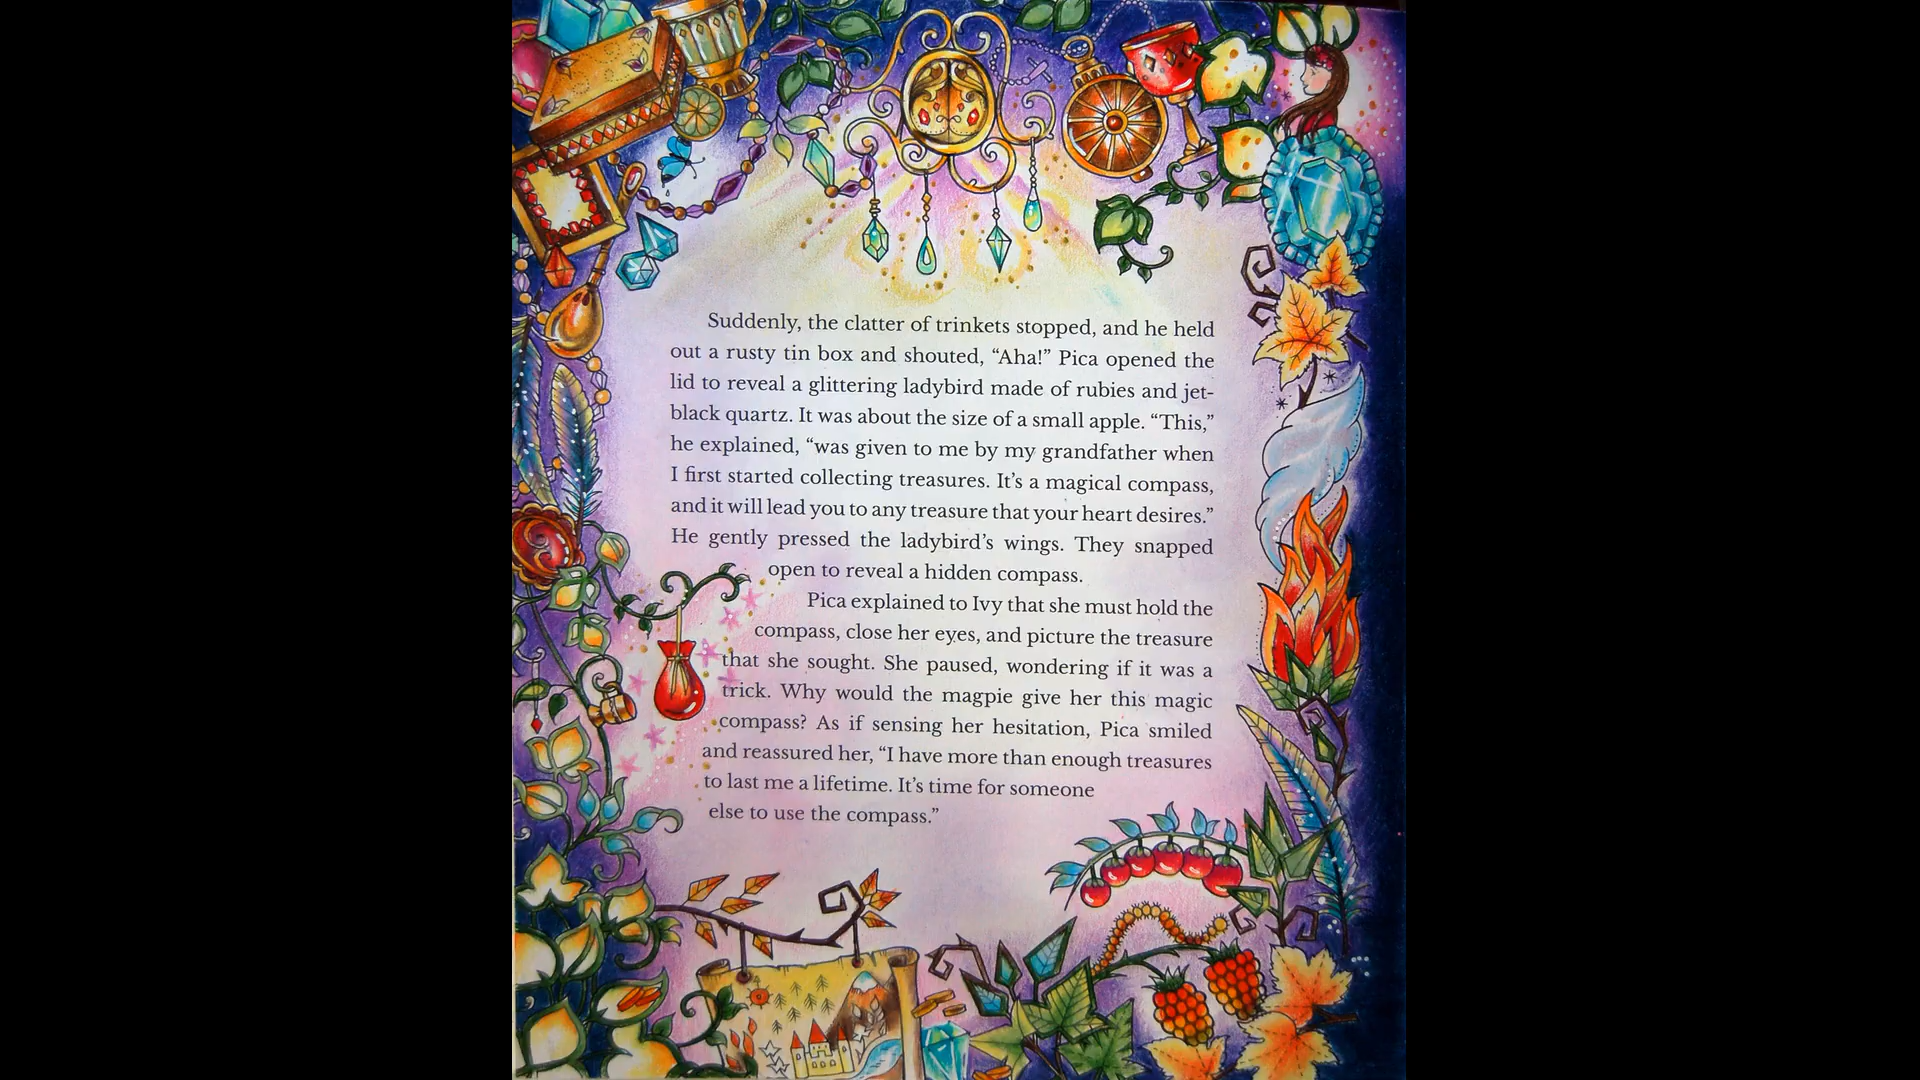 Suddenly, the clatter of trinkets stopped, and he held
out a rusty tin box and shouted, “Aha!” Pica opened the
lid to reveal a glittering ladybird made of rubies and jet-
black quartz. It was about the size of a small apple. “This,”
he explained, “was given to me by my grandfather when
I first started collecting treasures. It’s a magical compass,
and it will lead you to any treasure that your heart desires.”
He gently pressed the ladybird’s wings. They snapped
open to reveal a hidden compass.
Pica explained to Ivy that she must hold the
compass, close her eyes, and picture the treasure
that she sought. She paused, wondering if it was a
trick. Why would the magpie give her this magic
compass? As if sensing her hesitation, Pica smiled
and reassured her, “I have more than enough treasures
to last me a lifetime. It’s time for someone
else to use the compass.”